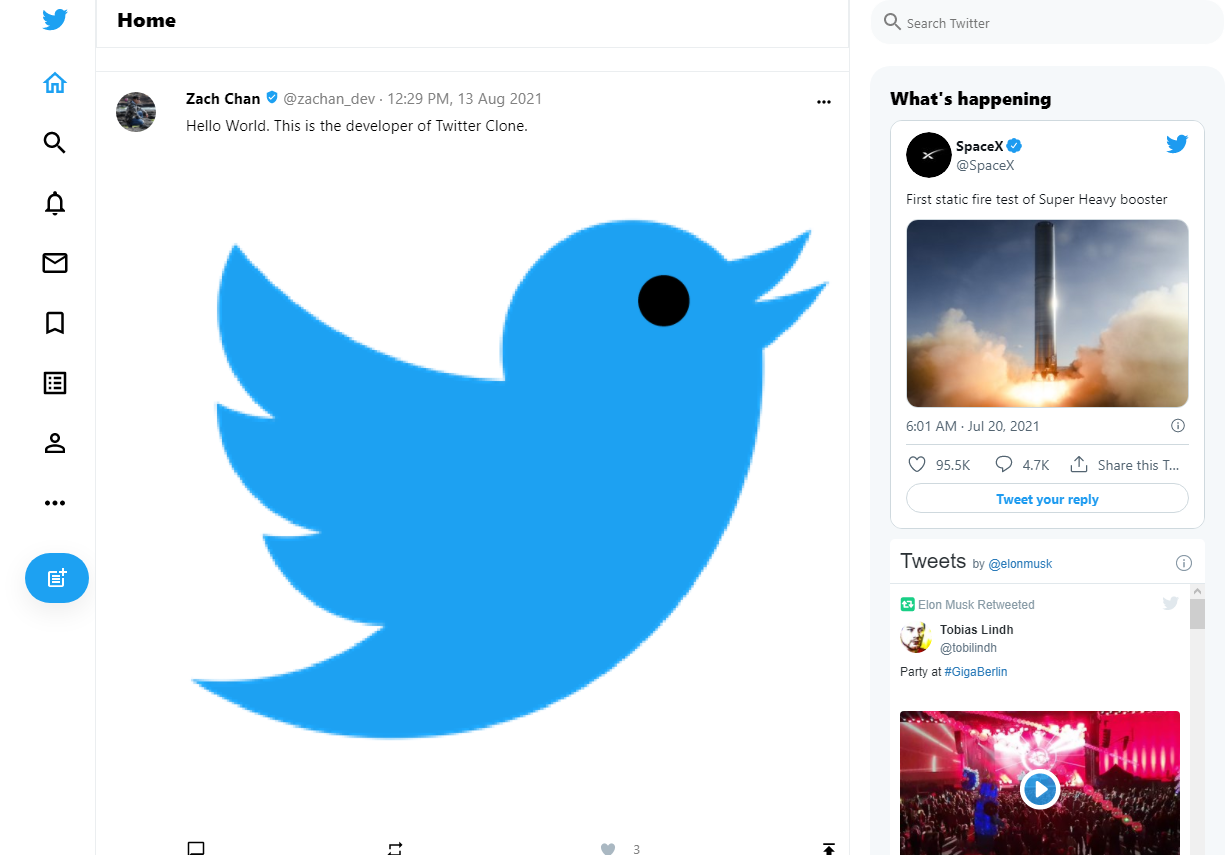 Home
Zach Chan @zachan_dev · 12:29 PM, 13 Aug 2021
Hello World. This is the developer of Twitter Clone.
3
Search Twitter
What's happening
SpaceX
@SpaceX
First static fire test of Super Heavy booster
6:01 AM · Jul 20, 2021
95.5K 4.7K Share this T...
Tweet your reply
Tweets by @elonmusk
Elon Musk Retweeted
Tobias Lindh
@tobilindh
Party at #GigaBerlin